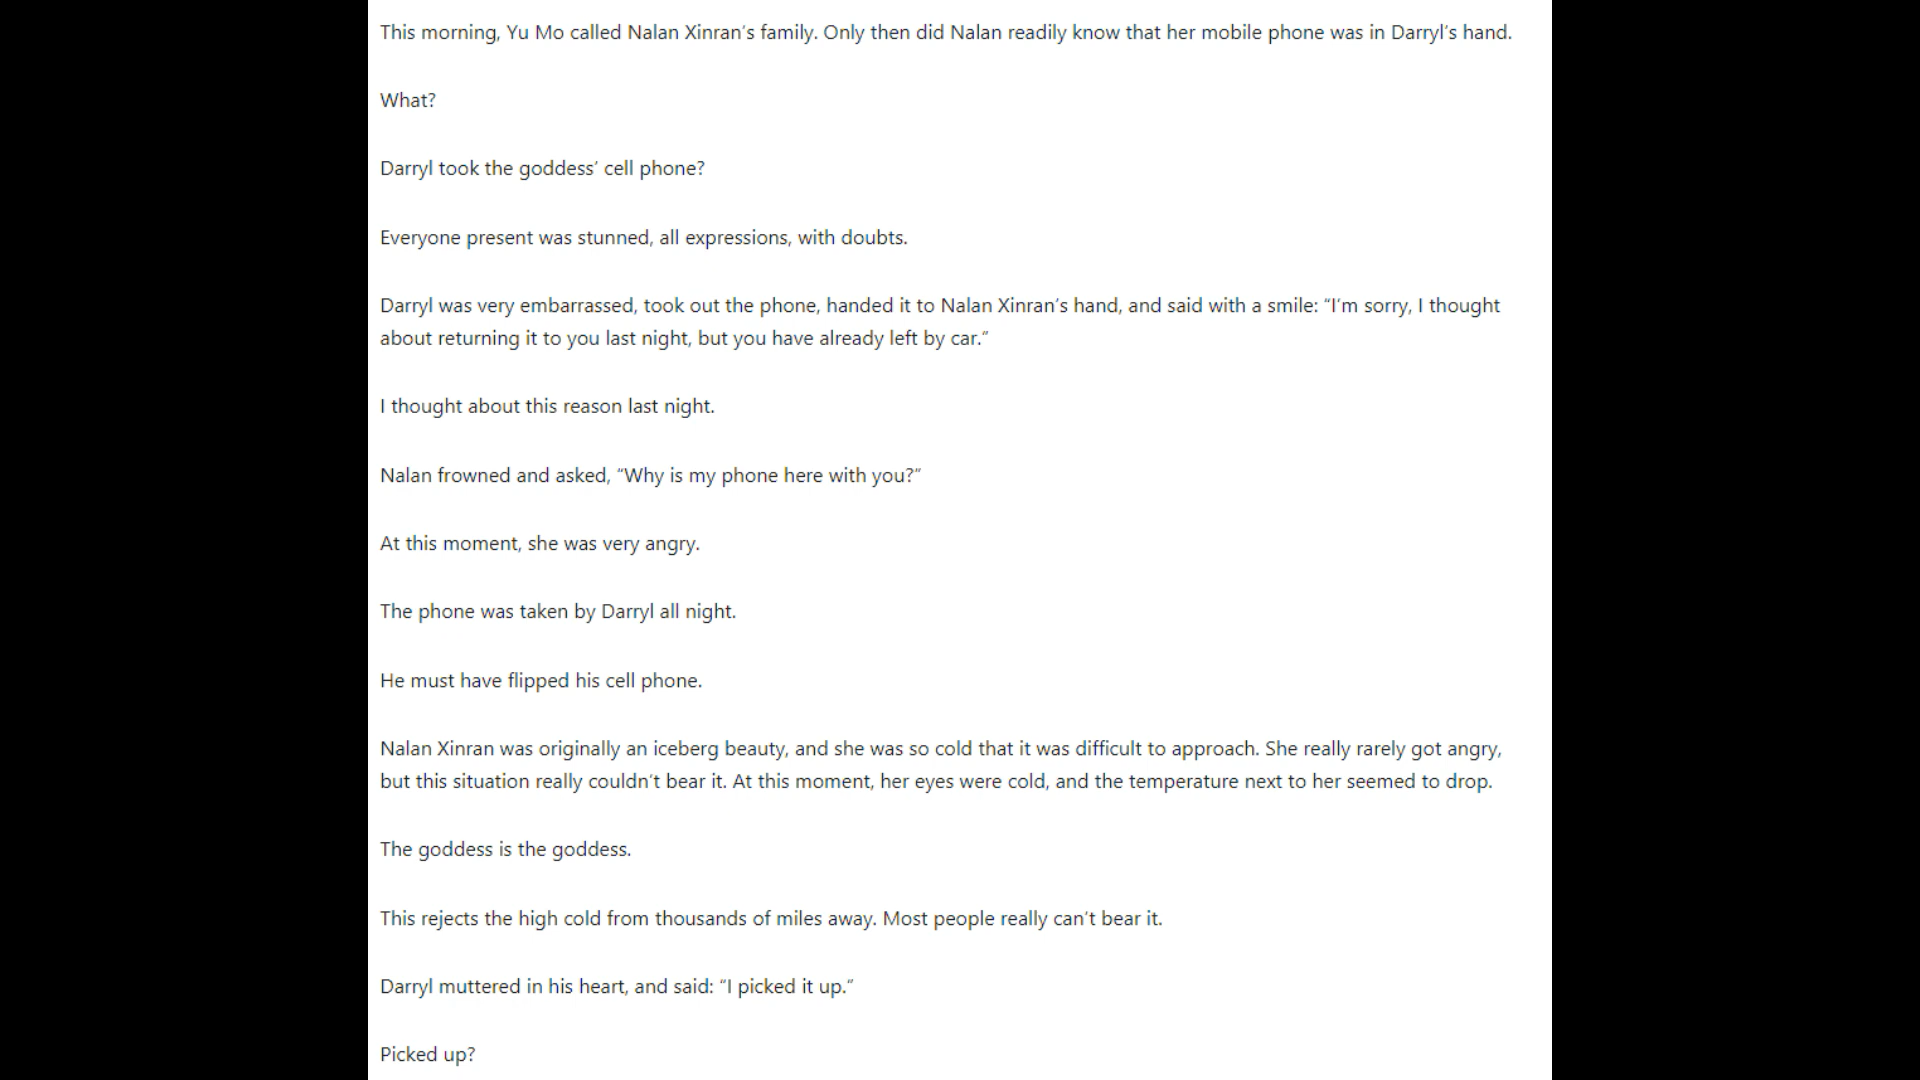 This morning, Yu Mo called Nalan Xinran’s family. Only then did Nalan readily know that her mobile phone was in Darryl’s hand.
What?
Darryl took the goddess’ cell phone?
Everyone present was stunned, all expressions, with doubts.
Darryl was very embarrassed, took out the phone, handed it to Nalan Xinran’s hand, and said with a smile: “I’m sorry, I thought
about returning it to you last night, but you have already left by car.”
I thought about this reason last night.
Nalan frowned and asked, “Why is my phone here with you?”
At this moment, she was very angry.
The phone was taken by Darryl all night.
He must have flipped his cell phone.
Nalan Xinran was originally an iceberg beauty, and she was so cold that it was difficult to approach. She really rarely got angry,
but this situation really couldn’t bear it. At this moment, her eyes were cold, and the temperature next to her seemed to drop.
The goddess is the goddess.
This rejects the high cold from thousands of miles away. Most people really can’t bear it.
Darryl muttered in his heart, and said: “I picked it up.”
Picked up?